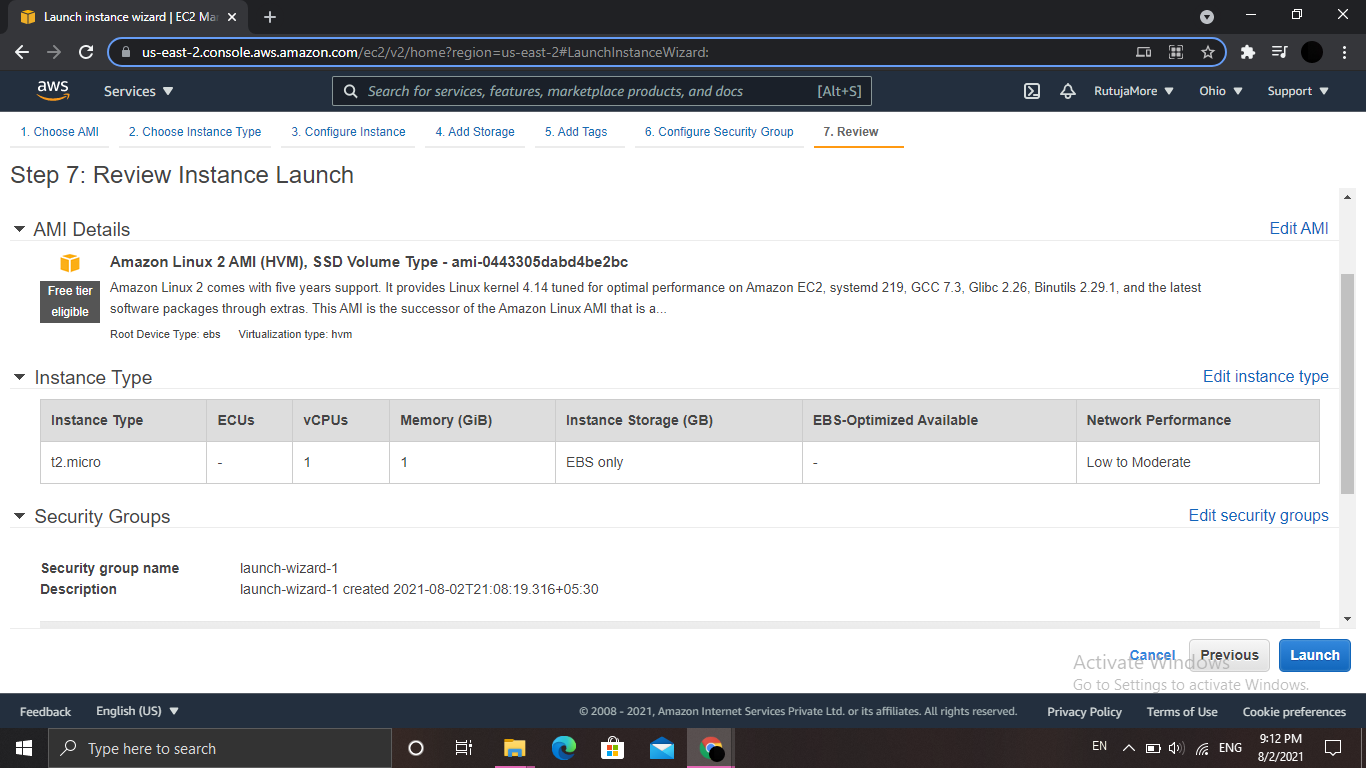 Launch instance wizard | EC2 Ma
us-east-2.console.aws.amazon.com/ec2/v2/home?region=us-east-2#LaunchInstanceWizard:
aws Services Search for services, features, marketplace products, and docs [Alt+S] RutujaMore Ohio Support
1. Choose AMI 2. Choose Instance Type 3. Configure Instance 4. Add Storage 5. Add Tags 6. Configure Security Group 7. Review
Step 7: Review Instance Launch
AMI Details Edit AMI
Amazon Linux 2 AMI (HVM), SSD Volume Type - ami-0443305dabd4be2bc
Free tier eligible
Amazon Linux 2 comes with five years support. It provides Linux kernel 4.14 tuned for optimal performance on Amazon EC2, systemd 219, GCC 7.3, Glibc 2.26, Binutils 2.29.1, and the latest
software packages through extras. This AMI is the successor of the Amazon Linux AMI that is a...
Root Device Type: ebs Virtualization type: hvm
Instance Type Edit instance type
Instance Type ECUs vCPUs Memory (GiB) Instance Storage (GB) EBS-Optimized Available Network Performance
t2.micro - 1 1 EBS only - Low to Moderate
Security Groups Edit security groups
Security group name launch-wizard-1
Description launch-wizard-1 created 2021-08-02T21:08:19.316+05:30
Cancel Previous Launch
Activate Windows
Go to Settings to activate Windows.
Feedback English (US) © 2008 - 2021, Amazon Internet Services Private Ltd. or its affiliates. All rights reserved. Privacy Policy Terms of Use Cookie preferences
Type here to search EN ENG 9:12 PM
8/2/2021